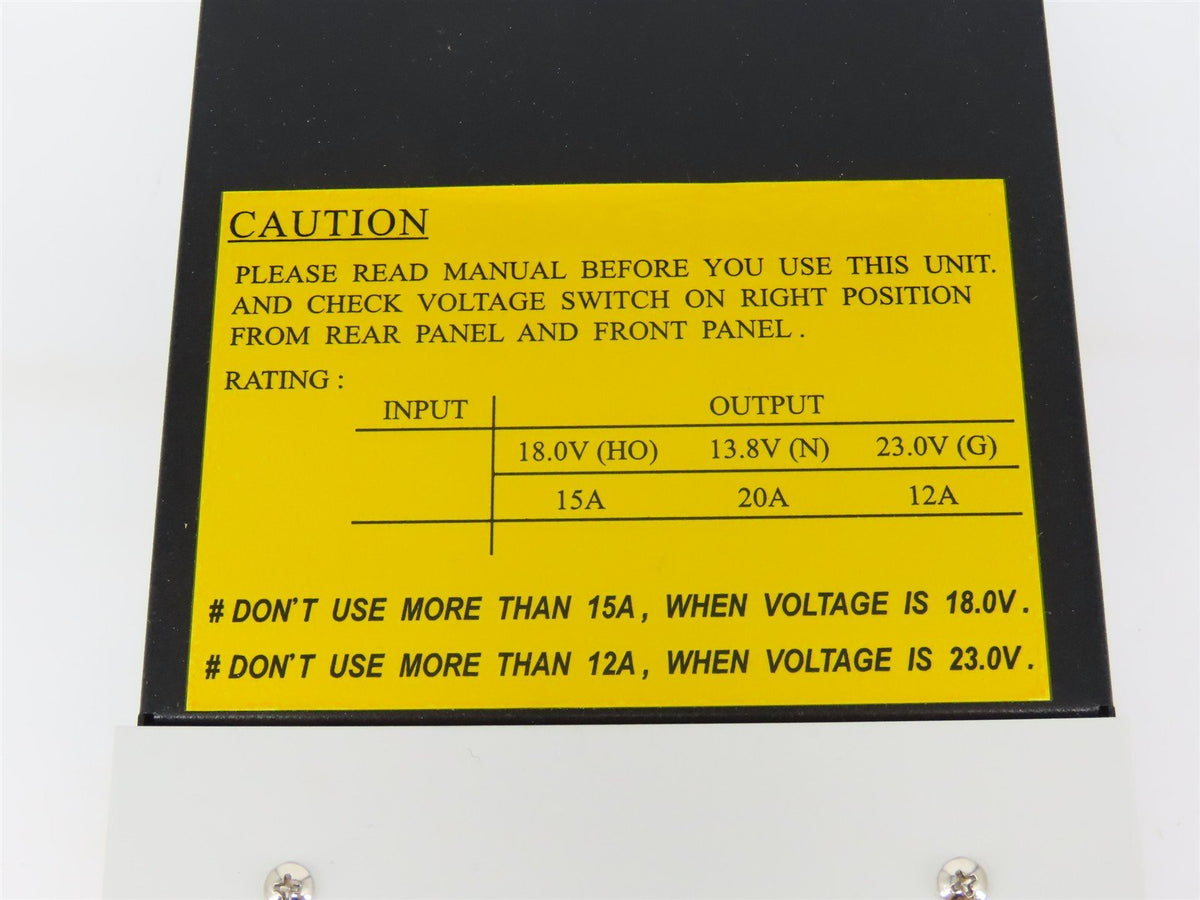 CAUTION
PLEASE READ MANUAL BEFORE YOU USE THIS UNIT.
AND CHECK VOLTAGE SWITCH ON RIGHT POSITION
FROM REAR PANEL AND FRONT PANEL .
RATING :
INPUT OUTPUT
18.0V (HO) 13.8V (N) 23.0V (G)
15A 20A 12A
# DON'T USE MORE THAN 15A , WHEN VOLTAGE IS 18.0V .
# DON'T USE MORE THAN 12A , WHEN VOLTAGE IS 23.0V .